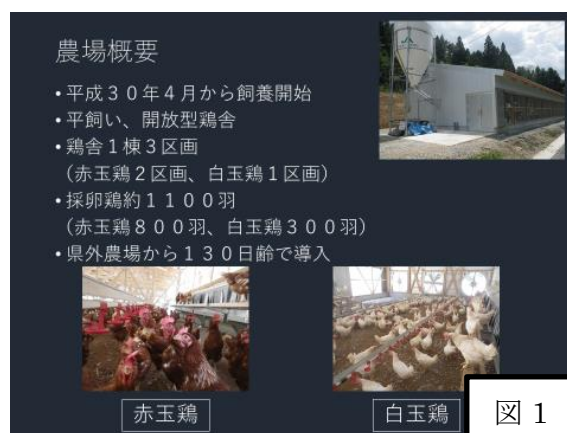 農場概要
•平成３０年４月から飼養開始
•平飼い、開放型鶏舎
•鶏舎１棟３区画
（赤玉鶏２区画、白玉鶏１区画）
•採卵鶏約１１００羽
（赤玉鶏８００羽、白玉鶏３００羽）
•県外農場から１３０日齢で導入
赤玉鶏
白玉鶏
図 1